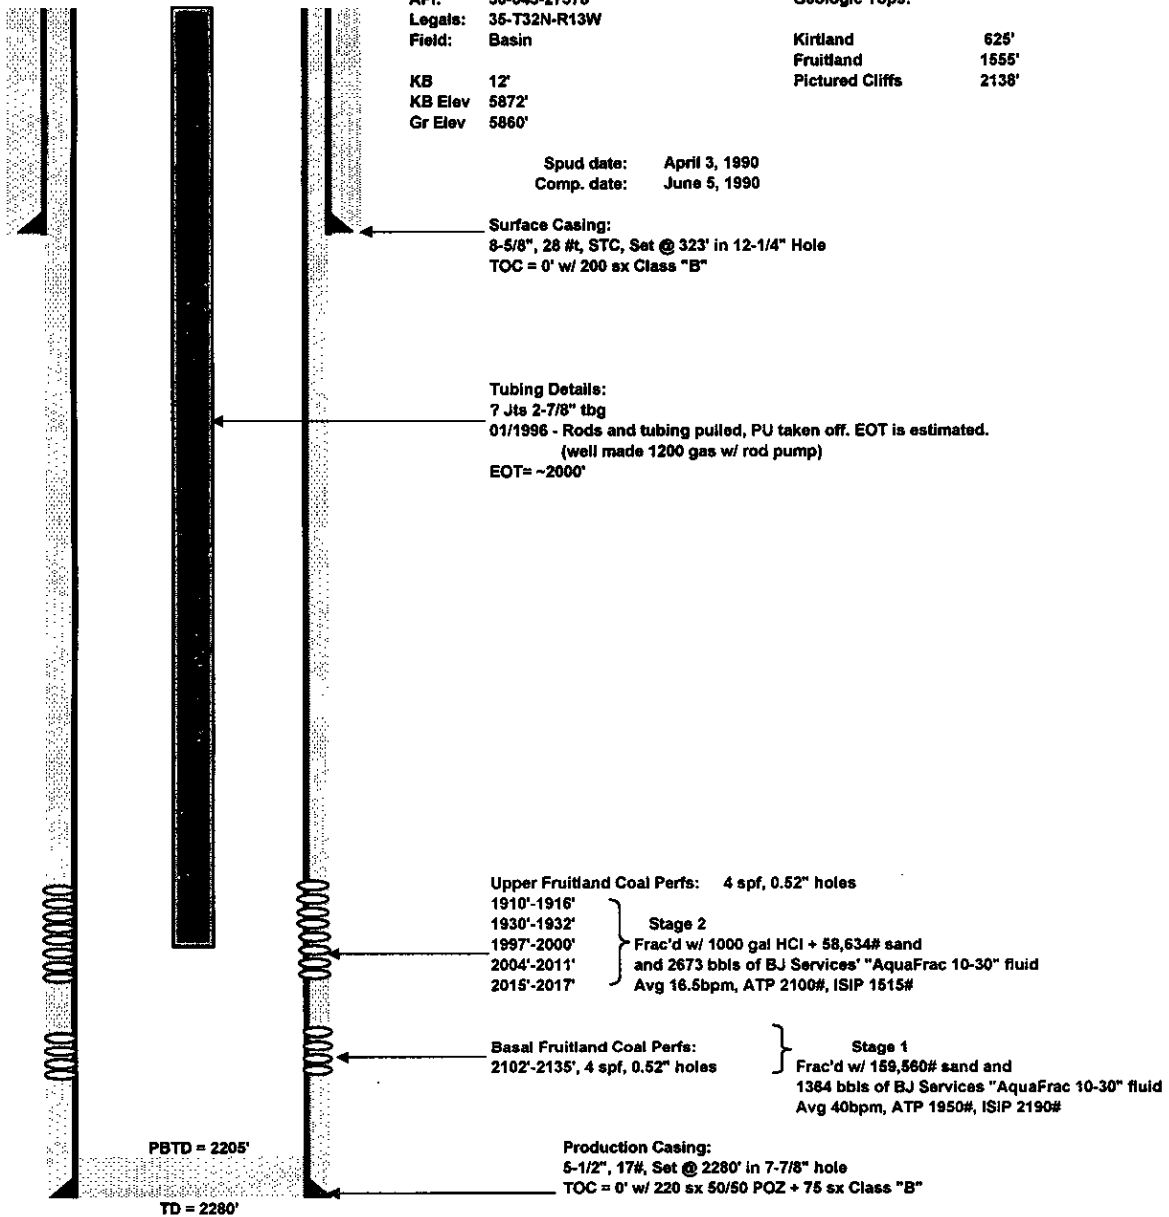 Legals: 35-T32N-R13W
Field: Basin
KB 12'
KB Elev 5872'
Gr Elev 5860'
Kirtland 625'
Fruitland 1555'
Pictured Cliffs 2138'
Spud date: April 3, 1990
Comp. date: June 5, 1990
Surface Casing:
8-5/8", 28 #t, STC, Set @ 323' in 12-1/4" Hole
TOC = 0' w/ 200 sx Class "B"
Tubing Details:
? Jts 2-7/8" tbg
01/1996 - Rods and tubing pulled, PU taken off. EOT is estimated.
(well made 1200 gas w/ rod pump)
EOT= ~2000'
Upper Fruitland Coal Perfs: 4 spf, 0.52" holes
1910'-1916'
1930'-1932' Stage 2
1997'-2000' Frac'd w/ 1000 gal HCl + 58,634# sand
2004'-2011' and 2673 bbls of BJ Services' "AquaFrac 10-30" fluid
2015'-2017' Avg 16.5bpm, ATP 2100#, ISIP 1515#
Basal Fruitland Coal Perfs: Stage 1
2102'-2135', 4 spf, 0.52" holes Frac'd w/ 159,560# sand and
1364 bbls of BJ Services "AquaFrac 10-30" fluid
Avg 40bpm, ATP 1950#, ISIP 2190#
PBTD = 2205'
Production Casing:
5-1/2", 17#, Set @ 2280' in 7-7/8" hole
TOC = 0' w/ 220 sx 50/50 POZ + 75 sx Class "B"
TD = 2280'